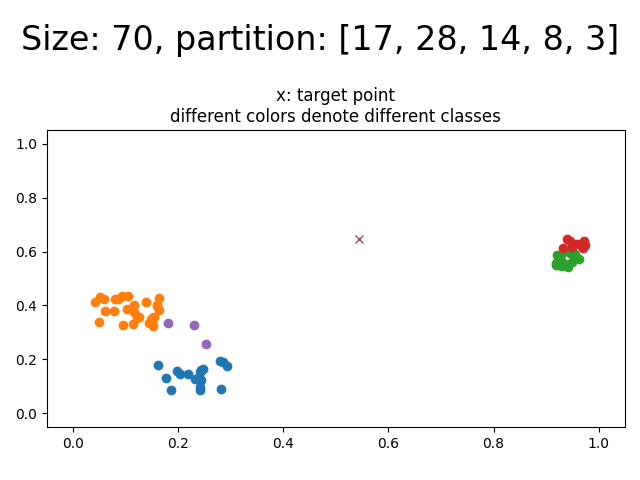 Size: 70, partition: [17, 28, 14, 8, 3]
x: target point
different colors denote different classes
1.0
0.8
0.6
0.4
0.2
0.0
0.0 0.2 0.4 0.6 0.8 1.0